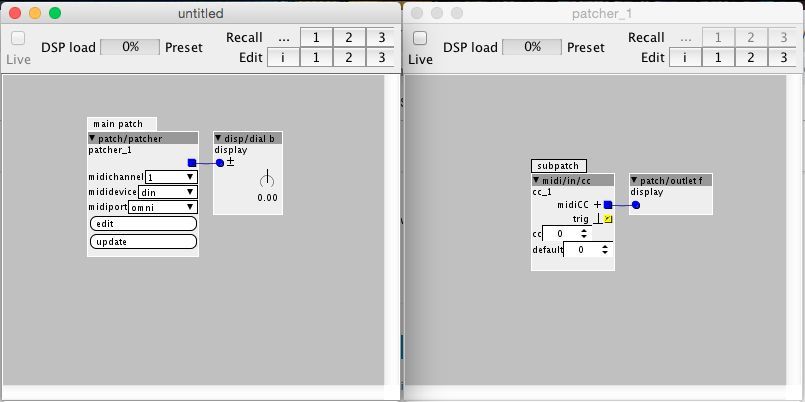 untitled
Live
DSP load 0% Preset
Recall ... 1 2 3
Edit i 1 2 3
main patch
patch/patcher
patcher_1
midichannel 1
mididevice din
midiport omni
edit
update
disp/dial b
display
±
0.00
patcher_1
Live
DSP load 0% Preset
Recall ... 1 2 3
Edit i 1 2 3
subpatch
midi/in/cc
cc_1
midiCC +
trig
cc 0
default 0
patch/outlet f
display